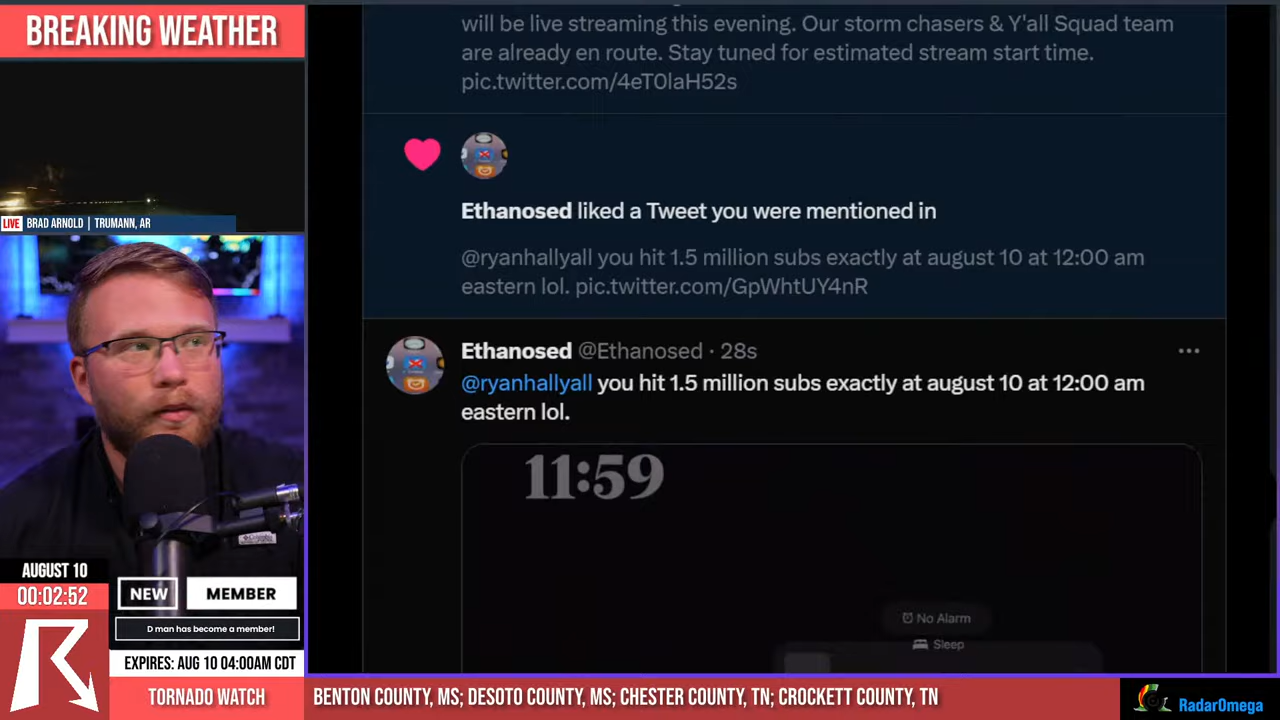 BREAKING WEATHER
LIVE BRAD ARNOLD | TRUMANN, AR
will be live streaming this evening. Our storm chasers & Y'all Squad team
are already en route. Stay tuned for estimated stream start time.
pic.twitter.com/4eT0laH52s
Ethanosed liked a Tweet you were mentioned in
@ryanhallyall you hit 1.5 million subs exactly at august 10 at 12:00 am
eastern lol. pic.twitter.com/GpWhtUY4nR
Ethanosed @Ethanosed · 28s
@ryanhallyall you hit 1.5 million subs exactly at august 10 at 12:00 am
eastern lol.
11:59
No Alarm
Sleep
AUGUST 10
00:02:52
NEW MEMBER
D man has become a member!
EXPIRES: AUG 10 04:00AM CDT
TORNADO WATCH
BENTON COUNTY, MS; DESOTO COUNTY, MS; CHESTER COUNTY, TN; CROCKETT COUNTY, TN
RadarOmega